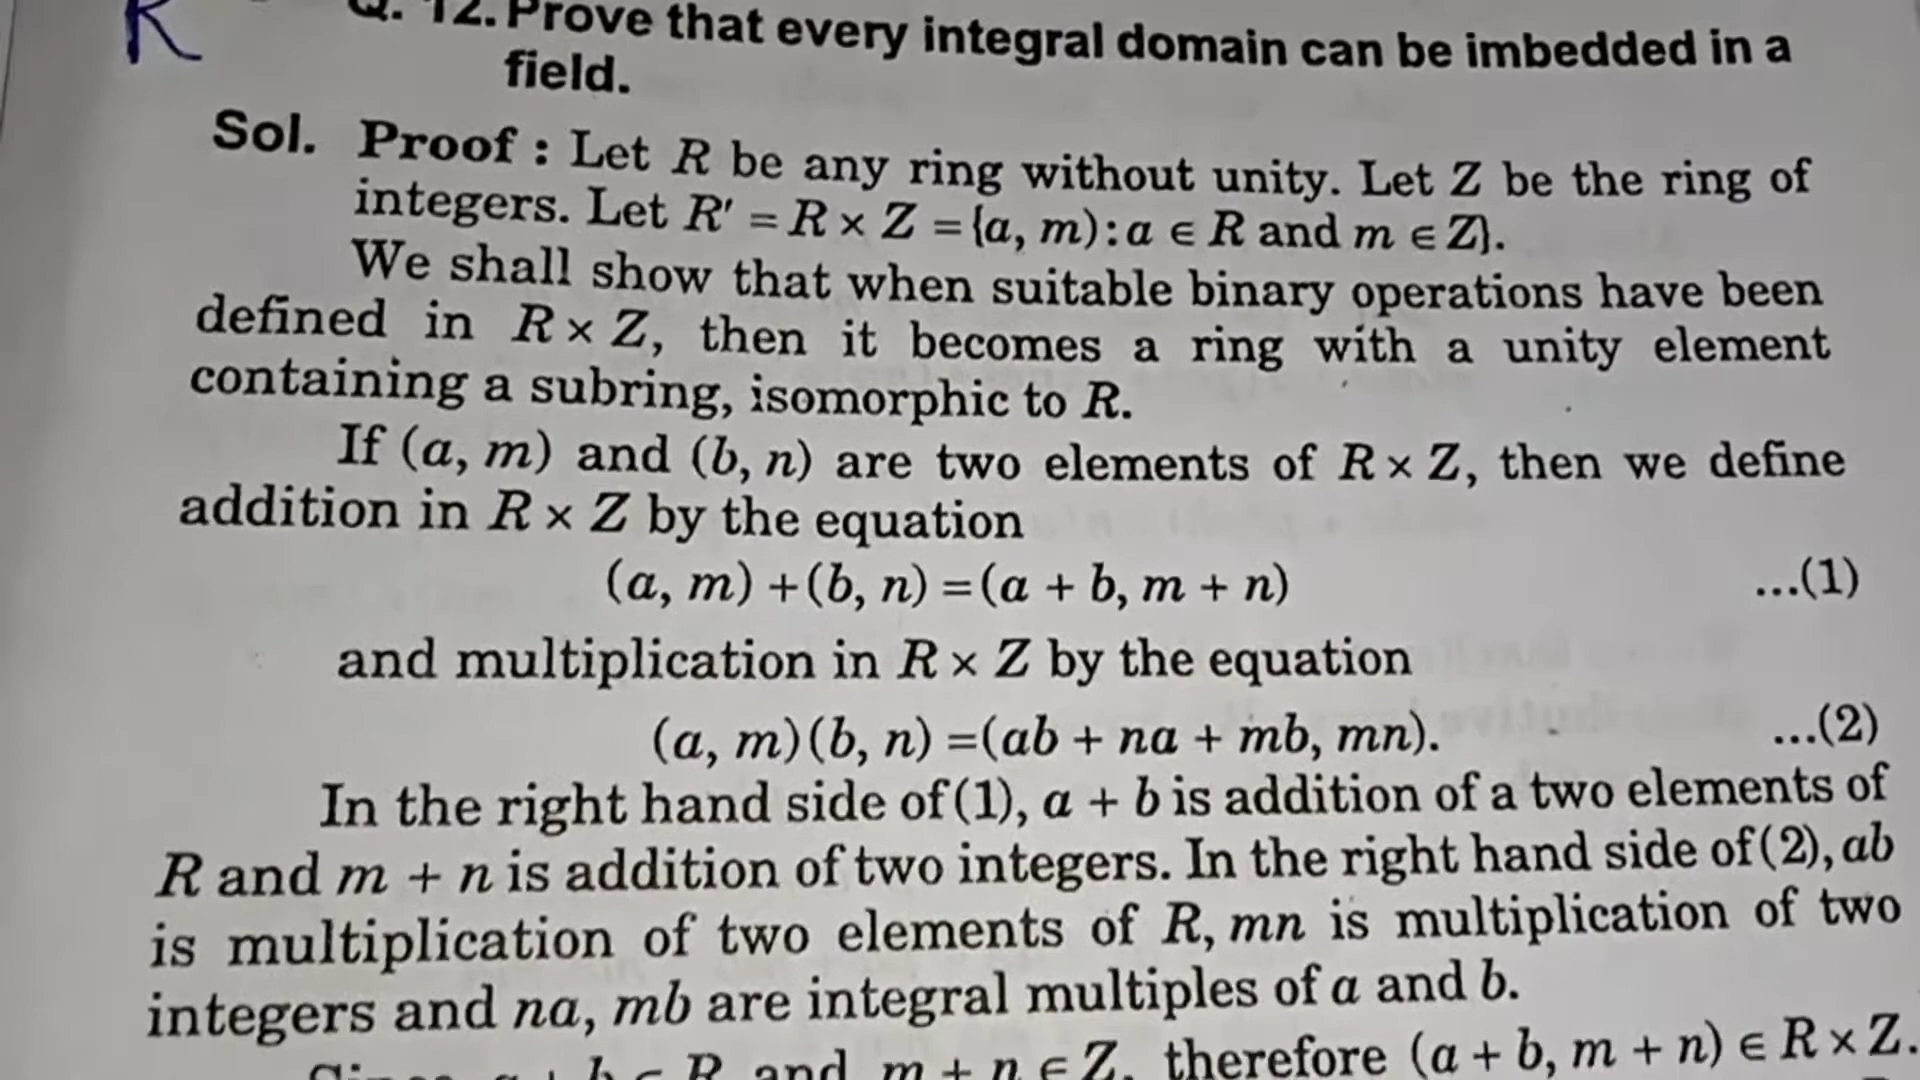 R
Q. 12. Prove that every integral domain can be imbedded in a
field.
Sol. Proof : Let R be any ring without unity. Let Z be the ring of
integers. Let R' = R × Z = {a, m) : a ∈ R and m ∈ Z}.
We shall show that when suitable binary operations have been
defined in R × Z, then it becomes a ring with a unity element
containing a subring, isomorphic to R.
If (a, m) and (b, n) are two elements of R × Z, then we define
addition in R × Z by the equation
(a, m) + (b, n) = (a + b, m + n) ...(1)
and multiplication in R × Z by the equation
(a, m)(b, n) = (ab + na + mb, mn). ...(2)
In the right hand side of (1), a + b is addition of a two elements of
R and m + n is addition of two integers. In the right hand side of (2), ab
is multiplication of two elements of R, mn is multiplication of two
integers and na, mb are integral multiples of a and b.
Since a + b ∈ R and m + n ∈ Z, therefore (a + b, m + n) ∈ R × Z.